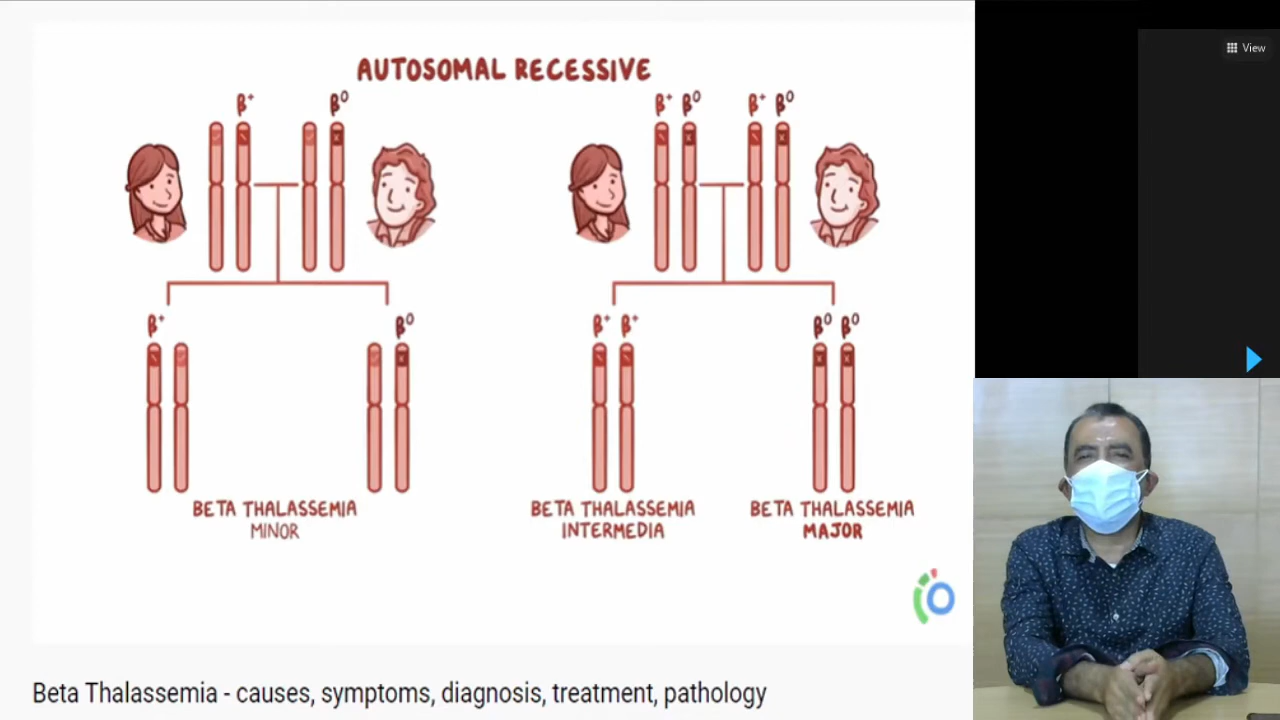 AUTOSOMAL RECESSIVE
β⁺ β⁰ β⁺ β⁰ β⁺ β⁰
β⁺ β⁰ β⁺ β⁺ β⁰ β⁰
BETA THALASSEMIA
MINOR
BETA THALASSEMIA
INTERMEDIA
BETA THALASSEMIA
MAJOR
Beta Thalassemia - causes, symptoms, diagnosis, treatment, pathology
View